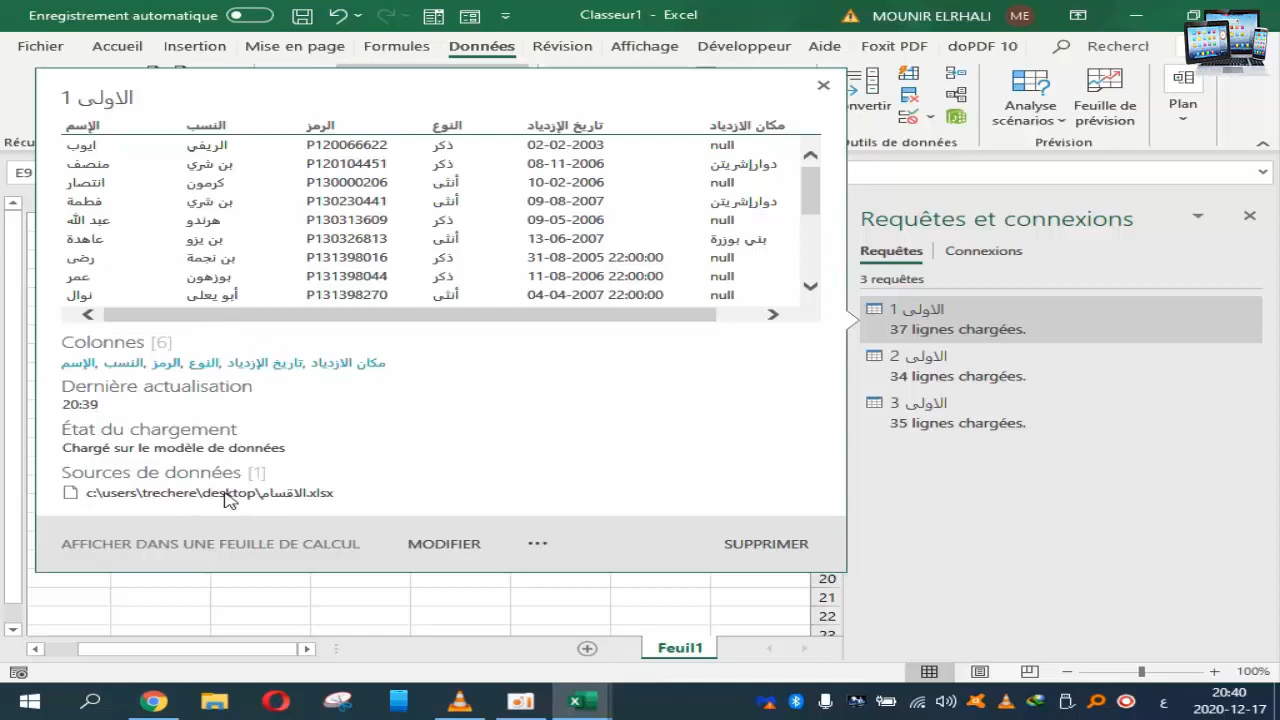 Enregistrement automatique
Classeur1 - Excel
MOUNIR ELRHALI ME
Fichier Accueil Insertion Mise en page Formules Données Révision Affichage Développeur Aide Foxit PDF doPDF 10 Recherch
Analyse scénarios
Feuille de prévision
Plan
nvertir
Récu
utils de données
Prévision
E9
الاولى 1
الإسم النسب الرمز النوع تاريخ الإزدياد مكان الازدياد
ايوب الريفي P120066622 ذكر 02-02-2003 null
منصف بن شري P120104451 ذكر 08-11-2006 دوارإشريتن
انتصار كرمون P130000206 أنثى 10-02-2006 null
فطمة بن شري P130230441 أنثى 09-08-2007 دوارإشريتن
عبد الله هرندو P130313609 ذكر 09-05-2006 null
عاهدة بن يزو P130326813 أنثى 13-06-2007 بني بوزرة
رضى بن نجمة P131398016 ذكر 31-08-2005 22:00:00 null
عمر بوزهون P131398044 ذكر 11-08-2006 22:00:00 null
نوال أبو يعلى P131398270 أنثى 04-04-2007 22:00:00 null
Colonnes [6]
الإسم, النسب, الرمز, النوع, تاريخ الإزدياد, مكان الازدياد
Dernière actualisation
20:39
État du chargement
Chargé sur le modèle de données
Sources de données [1]
c:\users\trechere\desktop\الاقسام.xlsx
AFFICHER DANS UNE FEUILLE DE CALCUL MODIFIER ••• SUPPRIMER
Requêtes et connexions
Requêtes | Connexions
3 requêtes
الاولى 1
37 lignes chargées.
الاولى 2
34 lignes chargées.
الاولى 3
35 lignes chargées.
20
21
22
23
Feuil1
100%
ع
20:40
2020-12-17